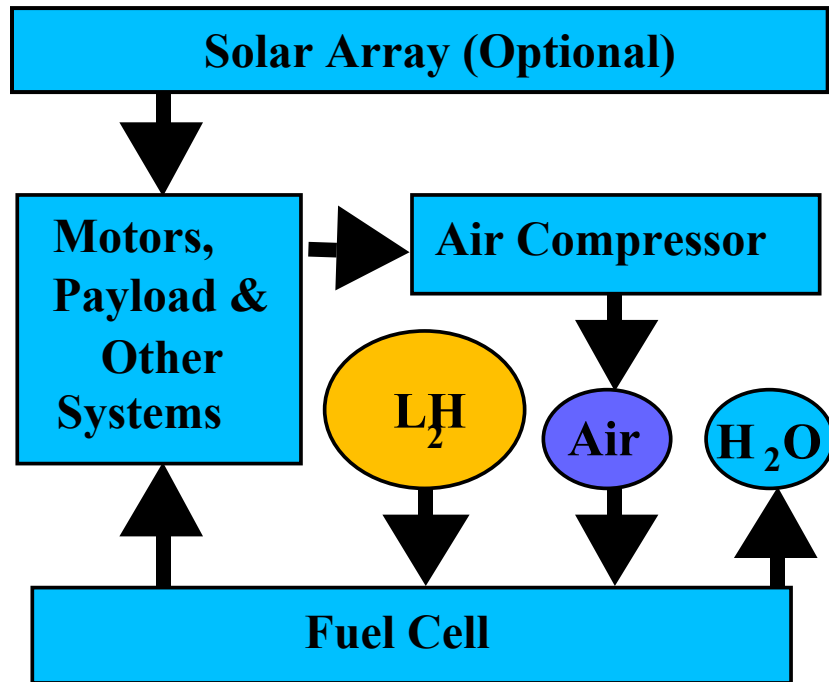 Solar Array (Optional)
Motors,
Payload &
Other
Systems
Air Compressor
LH₂
Air
H₂O
Fuel Cell